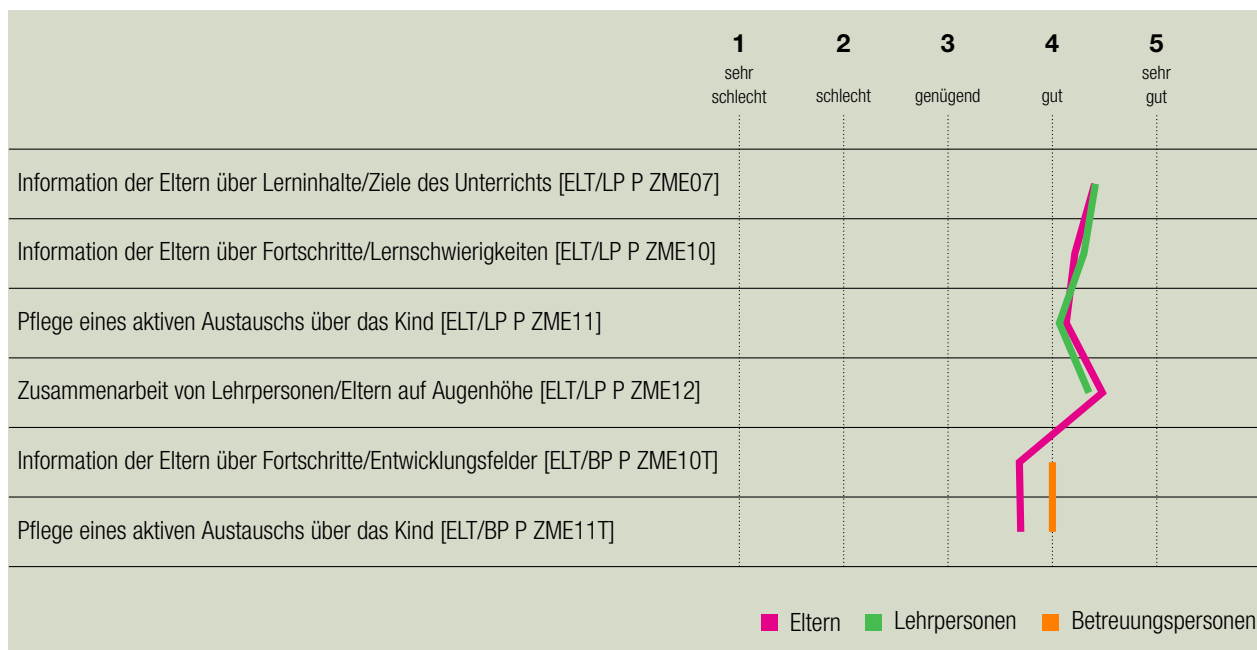 1 2 3 4 5
sehr schlecht schlecht genügend gut sehr gut
Information der Eltern über Lerninhalte/Ziele des Unterrichts [ELT/LP P ZME07]
Information der Eltern über Fortschritte/Lernschwierigkeiten [ELT/LP P ZME10]
Pflege eines aktiven Austauschs über das Kind [ELT/LP P ZME11]
Zusammenarbeit von Lehrpersonen/Eltern auf Augenhöhe [ELT/LP P ZME12]
Information der Eltern über Fortschritte/Entwicklungsfelder [ELT/BP P ZME10T]
Pflege eines aktiven Austauschs über das Kind [ELT/BP P ZME11T]
Eltern Lehrpersonen Betreuungspersonen